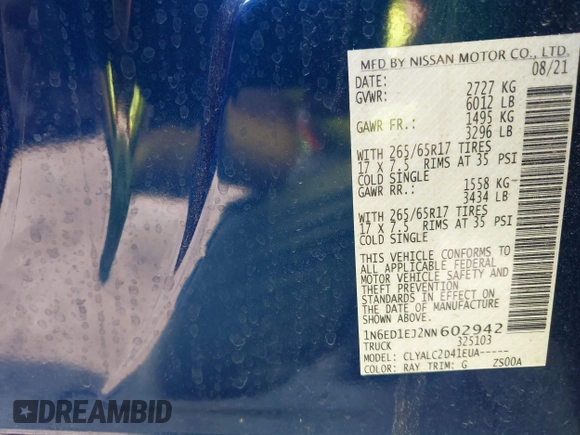 MFD BY NISSAN MOTOR CO., LTD.
DATE: 08/21
GVWR: 2727 KG
6012 LB
GAWR FR.: 1495 KG
3296 LB
WITH 265/65R17 TIRES
17 X 7.5 RIMS AT 35 PSI
COLD SINGLE
GAWR RR.: 1558 KG
3434 LB
WITH 265/65R17 TIRES
17 X 7.5 RIMS AT 35 PSI
COLD SINGLE
THIS VEHICLE CONFORMS TO
ALL APPLICABLE FEDERAL
MOTOR VEHICLE SAFETY AND
THEFT PREVENTION
STANDARDS IN EFFECT ON
THE DATE OF MANUFACTURE
SHOWN ABOVE.
1N6ED1EJ2NN602942
TRUCK 325103
MODEL: CLYALC2D41EUA-----
COLOR: RAY TRIM: G ZS00A
DREAMBID